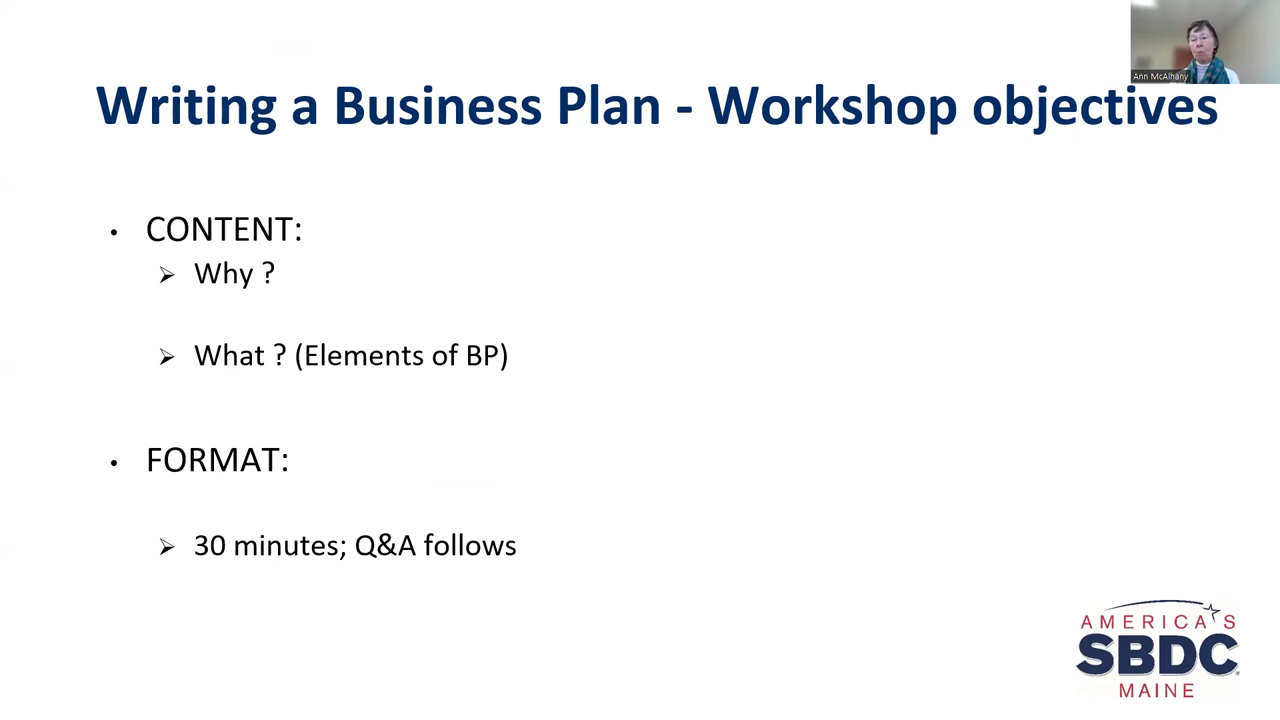 Ann McAlhany
Writing a Business Plan - Workshop objectives
• CONTENT:
➢ Why ?
➢ What ? (Elements of BP)
• FORMAT:
➢ 30 minutes; Q&A follows
AMERICA'S
SBDC
MAINE